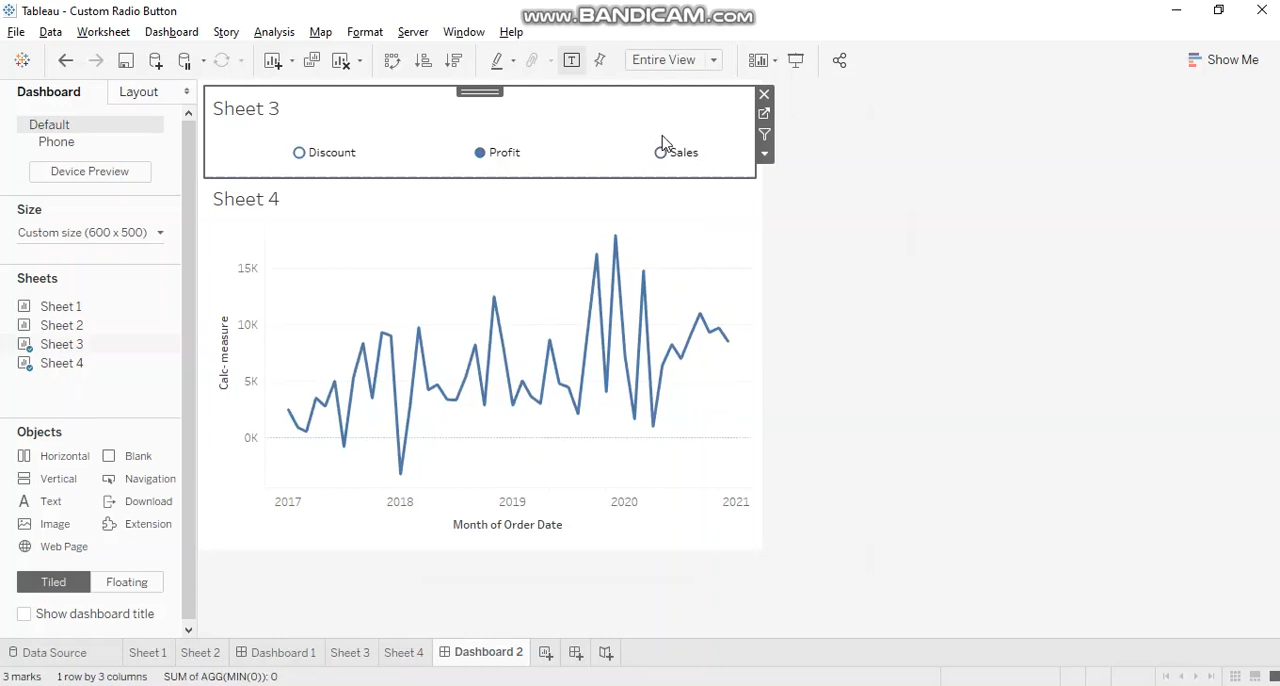 Tableau - Custom Radio Button
www.BANDICAM.com
File Data Worksheet Dashboard Story Analysis Map Format Server Window Help
Entire View
Show Me
Dashboard Layout
Default
Phone
Device Preview
Size
Custom size (600 x 500)
Sheets
Sheet 1
Sheet 2
Sheet 3
Sheet 4
Objects
Horizontal Blank
Vertical Navigation
Text Download
Image Extension
Web Page
Tiled Floating
Show dashboard title
Sheet 3
Discount Profit Sales
Sheet 4
15K
10K
5K
0K
Calc- measure
2017 2018 2019 2020 2021
Month of Order Date
Data Source Sheet 1 Sheet 2 Dashboard 1 Sheet 3 Sheet 4 Dashboard 2
3 marks 1 row by 3 columns SUM of AGG(MIN(0)): 0